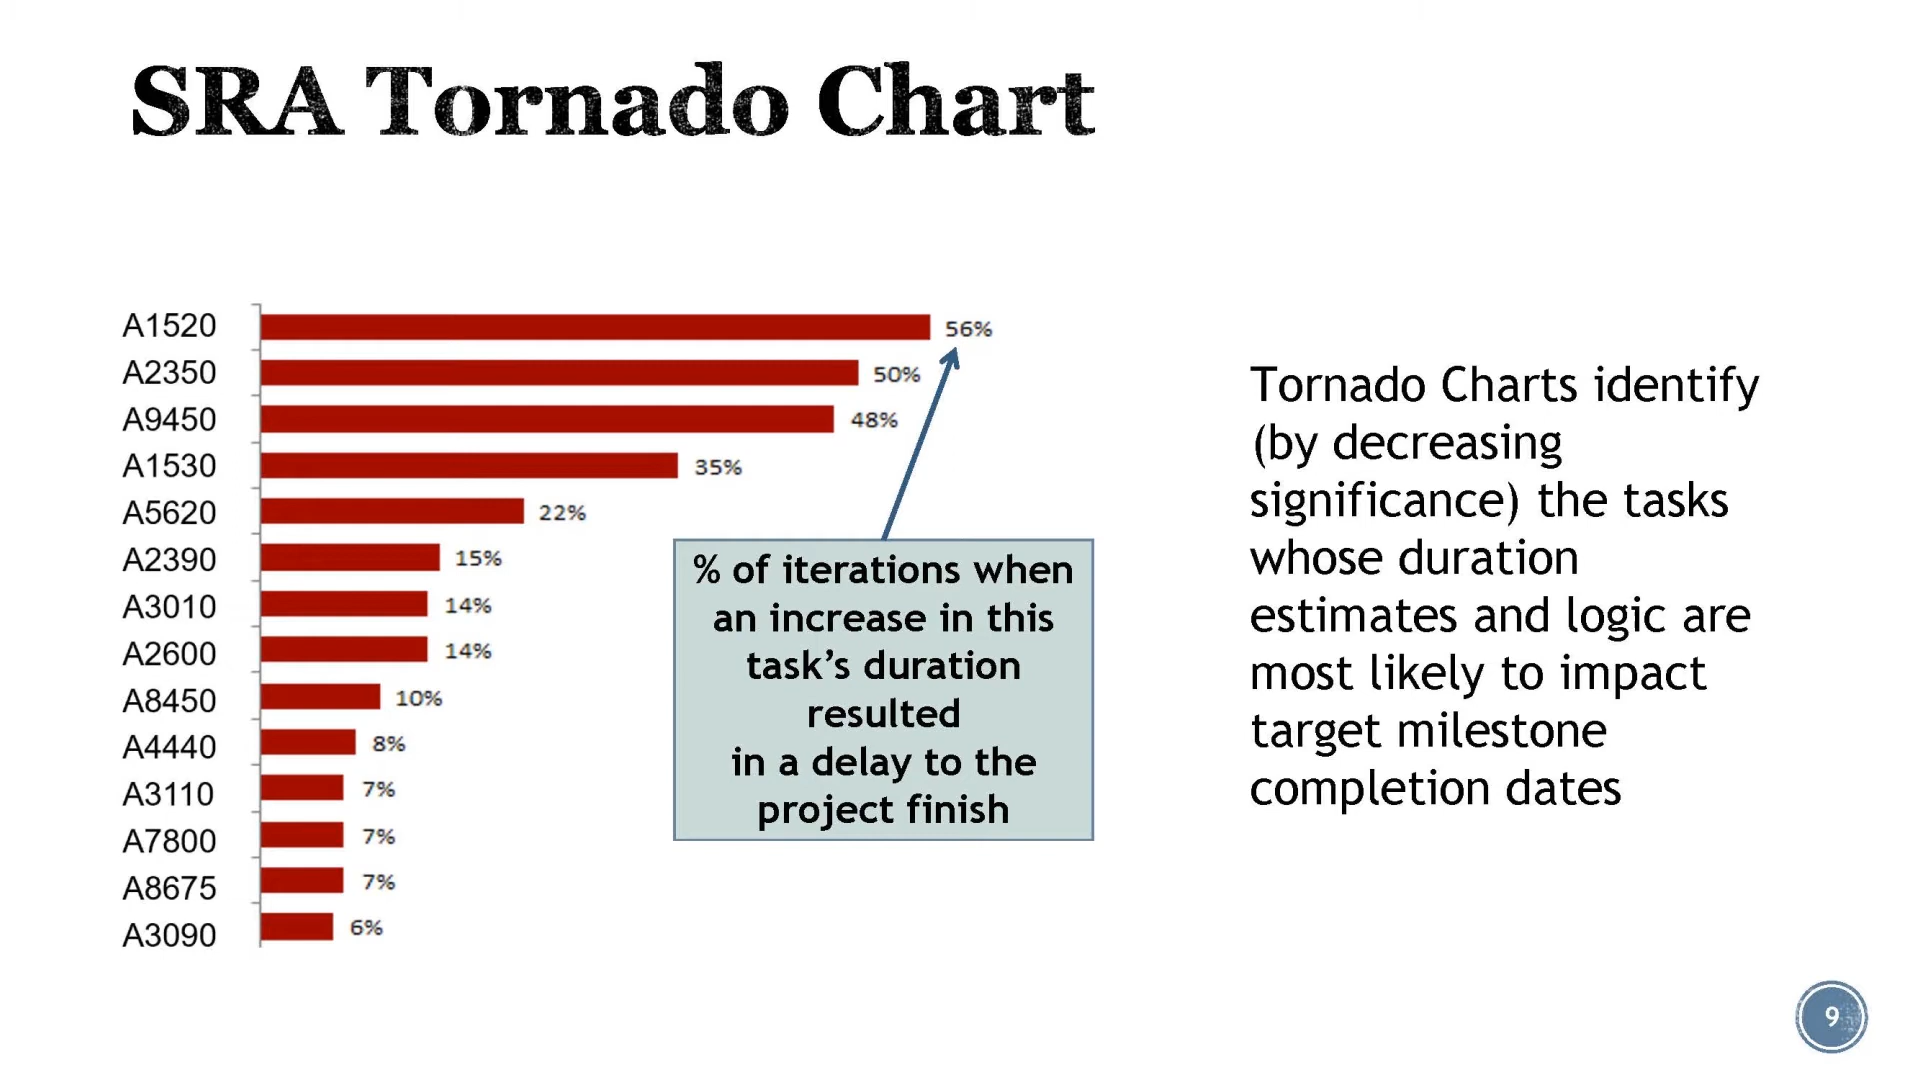 SRA Tornado Chart
A1520 56%
A2350 50%
A9450 48%
A1530 35%
A5620 22%
A2390 15%
A3010 14%
A2600 14%
A8450 10%
A4440 8%
A3110 7%
A7800 7%
A8675 7%
A3090 6%
% of iterations when
an increase in this
task’s duration
resulted
in a delay to the
project finish
Tornado Charts identify
(by decreasing
significance) the tasks
whose duration
estimates and logic are
most likely to impact
target milestone
completion dates
9